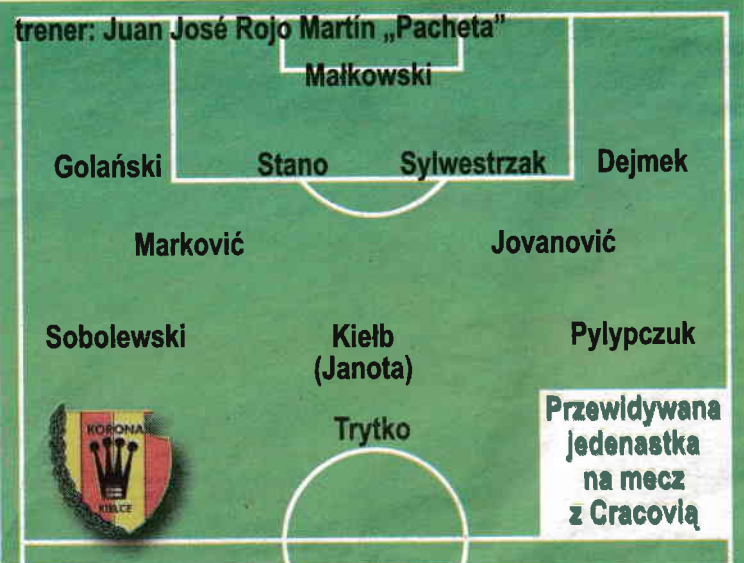 trener: Juan José Rojo Martín „Pacheta”
Małkowski
Golański Stano Sylwestrzak Dejmek
Marković Jovanović
Sobolewski Kiełb Pylypczuk
(Janota)
Trytko
KORONA
KIELCE
Przewidywana
jedenastka
na mecz
z Cracovią